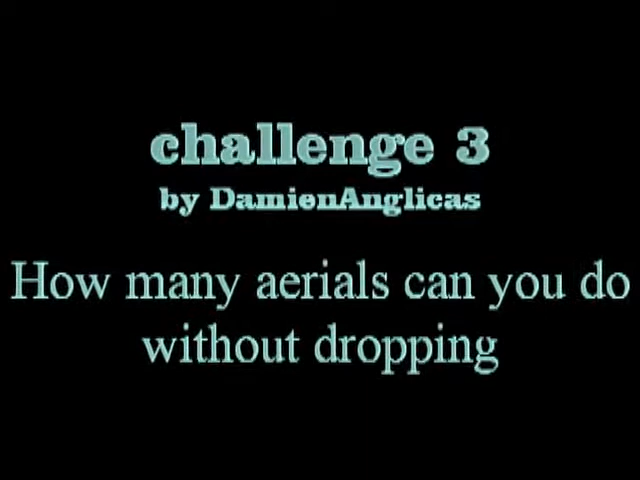 challenge 3
by DamienAnglicas
How many aerials can you do
without dropping